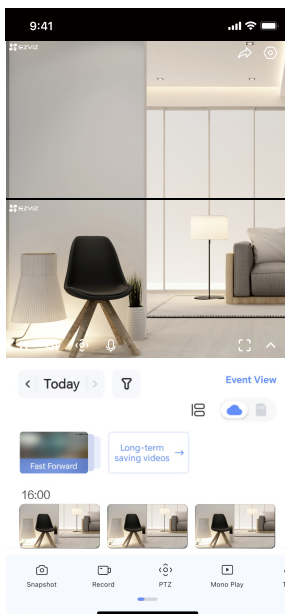 9:41
EZVIZ
EZVIZ
Today
Event View
Fast Forward
Long-term
saving videos
16:00
Snapshot
Record
PTZ
Mono Play